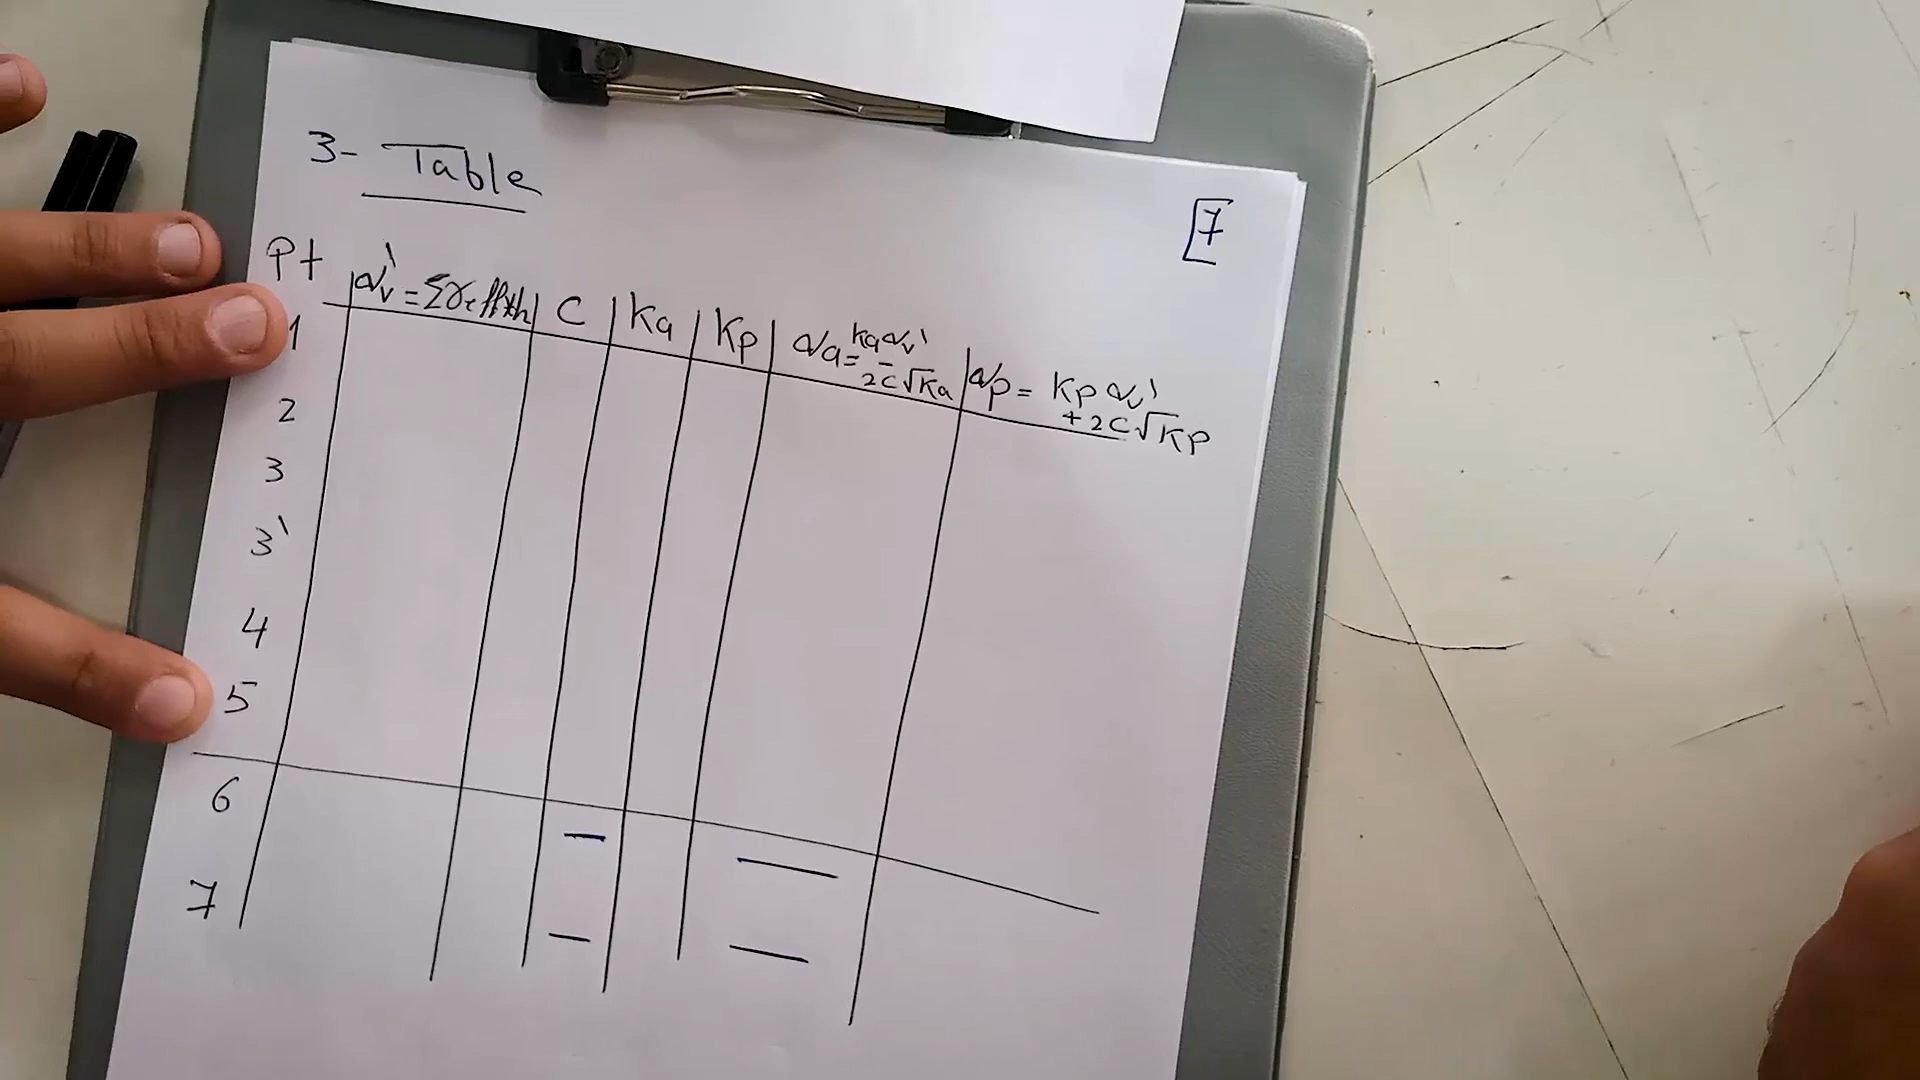 3- Table
7
Pt σv' = Σγeff*h C Ka Kp σa = Kaσv' - 2C√Ka σp = Kpσv' + 2C√Kp
1
2
3
3'
4
5
6 — —
7 — —